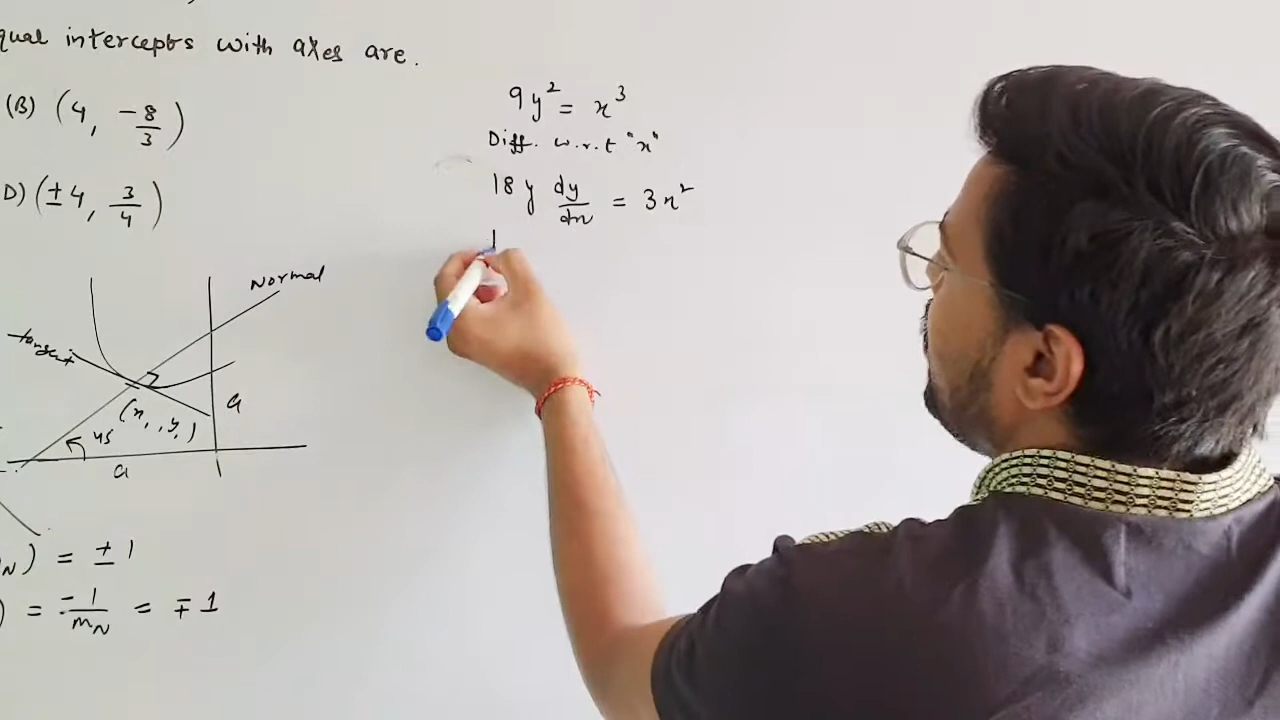 qual intercepts with axes are.
(B) (4, -8/3)
D) (±4, 3/4)
9y² = x³
Diff. w.r.t "x"
18y dy/dx = 3x²
Normal
tangent
(x₁, y₁)
a
45
a
N) = ±1
) = -1/mN = ∓1